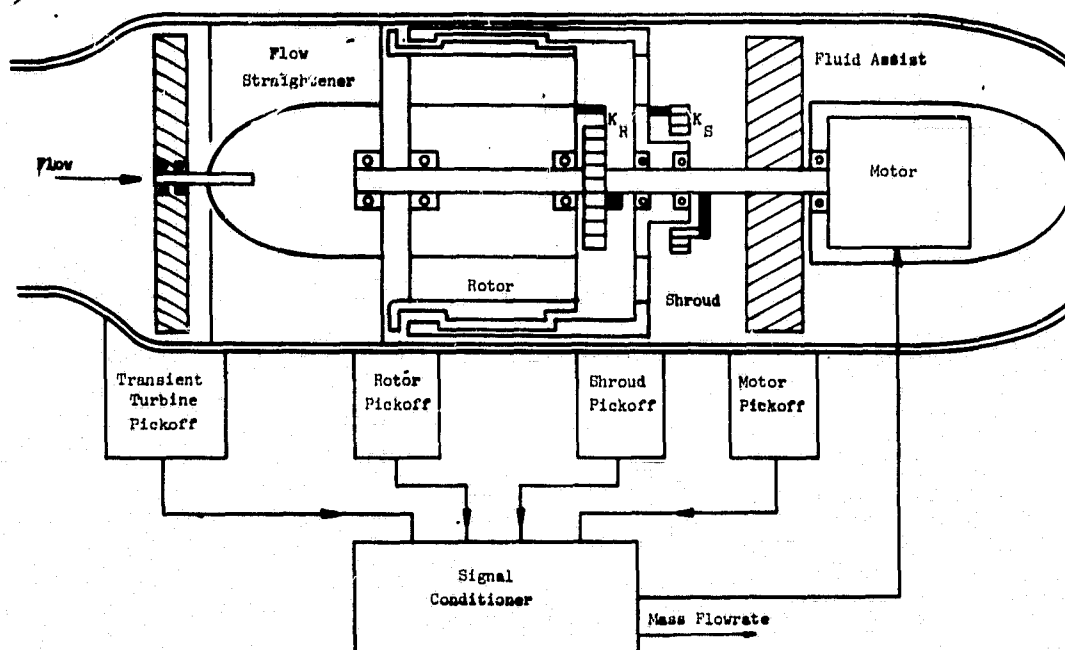 Flow
Straightener
Fluid Assist
K
R
K
S
Flow
Motor
Rotor
Shroud
Transient
Turbine
Pickoff
Rotor
Pickoff
Shroud
Pickoff
Motor
Pickoff
Signal
Conditioner
Mass Flowrate